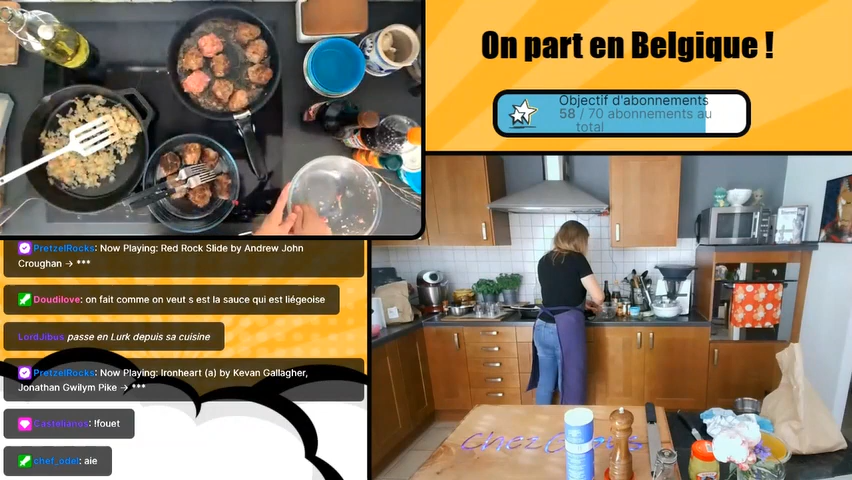 On part en Belgique !
Objectif d'abonnements
58 / 70 abonnements au
total
PretzelRocks: Now Playing: Red Rock Slide by Andrew John
Croughan → ***
Doudilove: on fait comme on veut s est la sauce qui est liégeoise
LordJibus passe en Lurk depuis sa cuisine
PretzelRocks: Now Playing: Ironheart (a) by Kevan Gallagher,
Jonathan Gwilym Pike → ***
: !fouet
chef_odel: aie